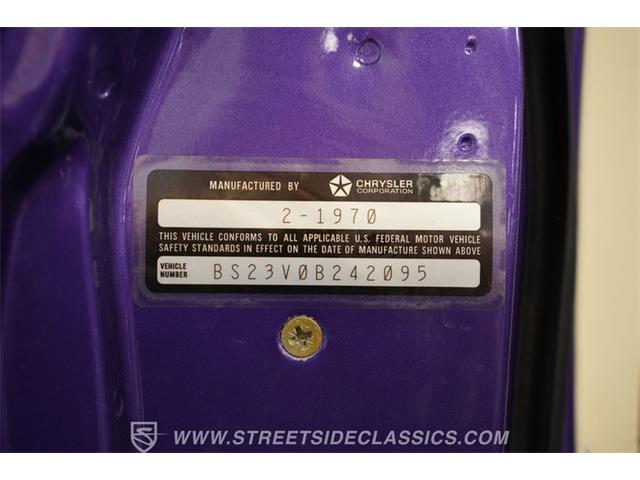 MANUFACTURED BY CHRYSLER CORPORATION
2-1970
THIS VEHICLE CONFORMS TO ALL APPLICABLE U.S. FEDERAL MOTOR VEHICLE
SAFETY STANDARDS IN EFFECT ON THE DATE OF MANUFACTURE SHOWN ABOVE
VEHICLE NUMBER BS23V0B242095
WWW.STREETSIDECLASSICS.COM